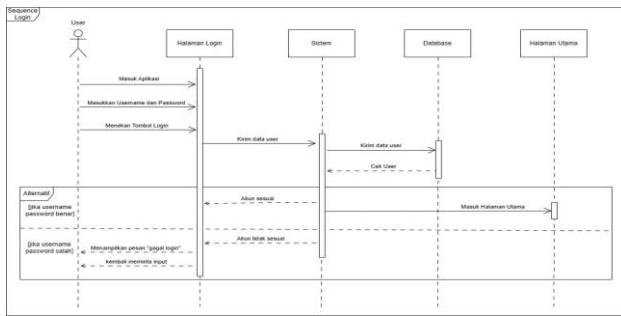 Sequence
Login
User
Halaman Login
Sistem
Database
Halaman Utama
Masuk Aplikasi
Masukkan Username dan Password
Menekan Tombol Login
Kirim data user
Kirim data user
Cek User
Alternatif
[jika username
password benar]
Akun sesuai
Masuk Halaman Utama
[jika username
password salah]
Akun tidak sesuai
Menampilkan pesan "gagal login"
kembali meminta input